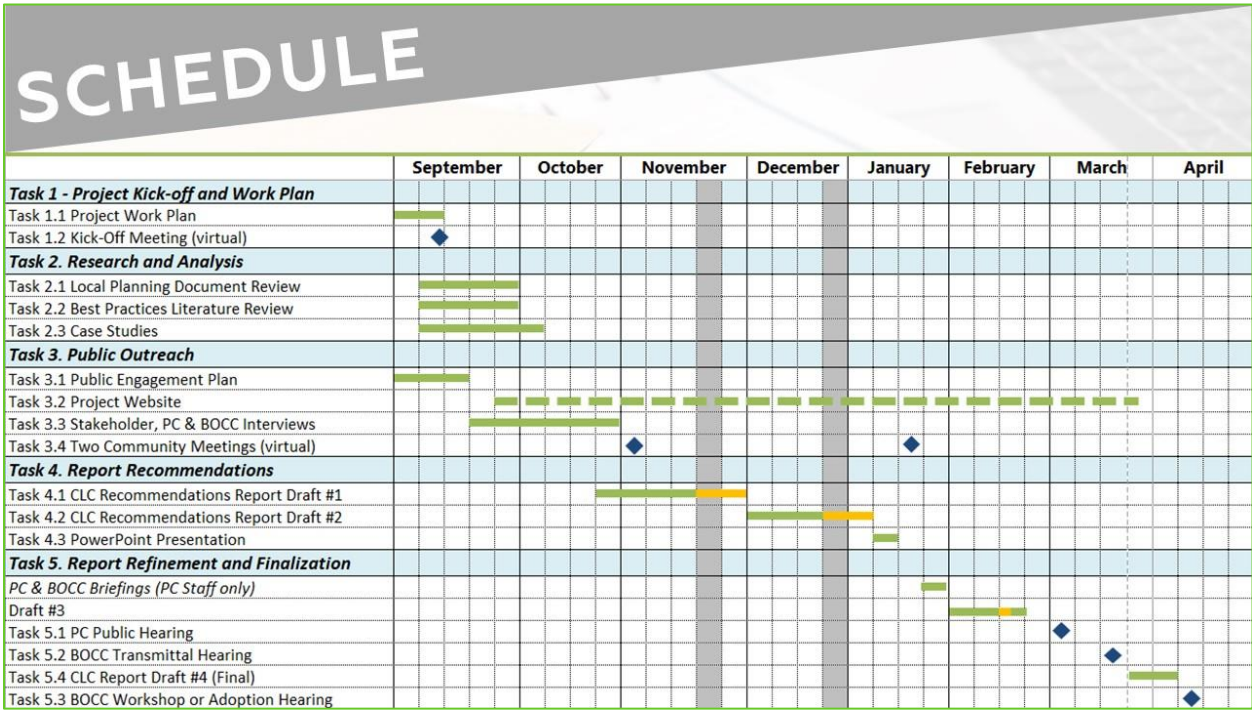 SCHEDULE
September October November December January February March April
Task 1 - Project Kick-off and Work Plan
Task 1.1 Project Work Plan
Task 1.2 Kick-Off Meeting (virtual)
Task 2. Research and Analysis
Task 2.1 Local Planning Document Review
Task 2.2 Best Practices Literature Review
Task 2.3 Case Studies
Task 3. Public Outreach
Task 3.1 Public Engagement Plan
Task 3.2 Project Website
Task 3.3 Stakeholder, PC & BOCC Interviews
Task 3.4 Two Community Meetings (virtual)
Task 4. Report Recommendations
Task 4.1 CLC Recommendations Report Draft #1
Task 4.2 CLC Recommendations Report Draft #2
Task 4.3 PowerPoint Presentation
Task 5. Report Refinement and Finalization
PC & BOCC Briefings (PC Staff only)
Draft #3
Task 5.1 PC Public Hearing
Task 5.2 BOCC Transmittal Hearing
Task 5.4 CLC Report Draft #4 (Final)
Task 5.3 BOCC Workshop or Adoption Hearing